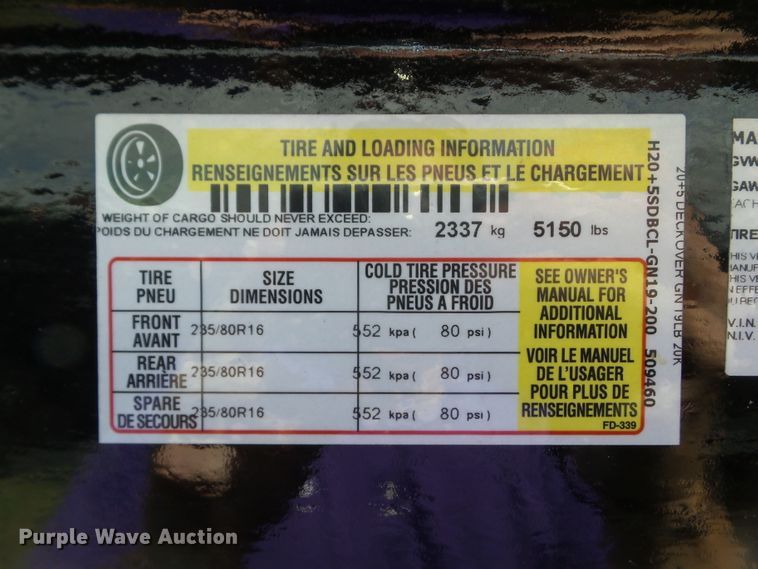 TIRE AND LOADING INFORMATION
RENSEIGNEMENTS SUR LES PNEUS ET LE CHARGEMENT
WEIGHT OF CARGO SHOULD NEVER EXCEED:
POIDS DU CHARGEMENT NE DOIT JAMAIS DEPASSER: 2337 kg 5150 lbs
TIRE PNEU
SIZE DIMENSIONS
COLD TIRE PRESSURE
PRESSION DES
PNEUS A FROID
FRONT AVANT 235/80R16 552 kpa ( 80 psi )
REAR ARRIÈRE 235/80R16 552 kpa ( 80 psi )
SPARE DE SECOURS 235/80R16 552 kpa ( 80 psi )
SEE OWNER'S
MANUAL FOR
ADDITIONAL
INFORMATION
VOIR LE MANUEL
DE L'USAGER
POUR PLUS DE
RENSEIGNEMENTS
FD-339
H20+5SDBCL-GN19-200 509460
20+5 DECKOVER GN 19LB 20K
MA
GVW
GAW
EACH
TIRE
V.I.N.
N.I.V.
Purple Wave Auction